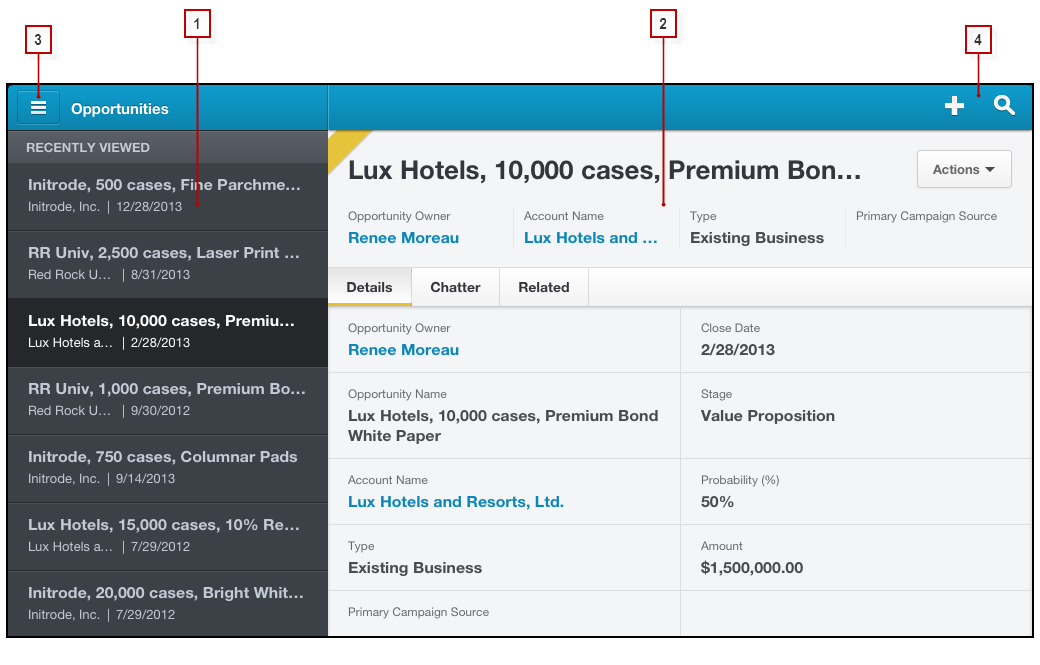 1
2
3
4
Opportunities
RECENTLY VIEWED
Initrode, 500 cases, Fine Parchme...
Initrode, Inc. | 12/28/2013
RR Univ, 2,500 cases, Laser Print ...
Red Rock U... | 8/31/2013
Lux Hotels, 10,000 cases, Premiu...
Lux Hotels a... | 2/28/2013
RR Univ, 1,000 cases, Premium Bo...
Red Rock U... | 9/30/2012
Initrode, 750 cases, Columnar Pads
Initrode, Inc. | 9/14/2013
Lux Hotels, 15,000 cases, 10% Re...
Lux Hotels a... | 7/29/2012
Initrode, 20,000 cases, Bright Whit...
Initrode, Inc. | 7/29/2012
Lux Hotels, 10,000 cases, Premium Bon...
Actions
Opportunity Owner
Renee Moreau
Account Name
Lux Hotels and ...
Type
Existing Business
Primary Campaign Source
Details
Chatter
Related
Opportunity Owner
Renee Moreau
Close Date
2/28/2013
Opportunity Name
Lux Hotels, 10,000 cases, Premium Bond
White Paper
Stage
Value Proposition
Account Name
Lux Hotels and Resorts, Ltd.
Probability (%)
50%
Type
Existing Business
Amount
$1,500,000.00
Primary Campaign Source